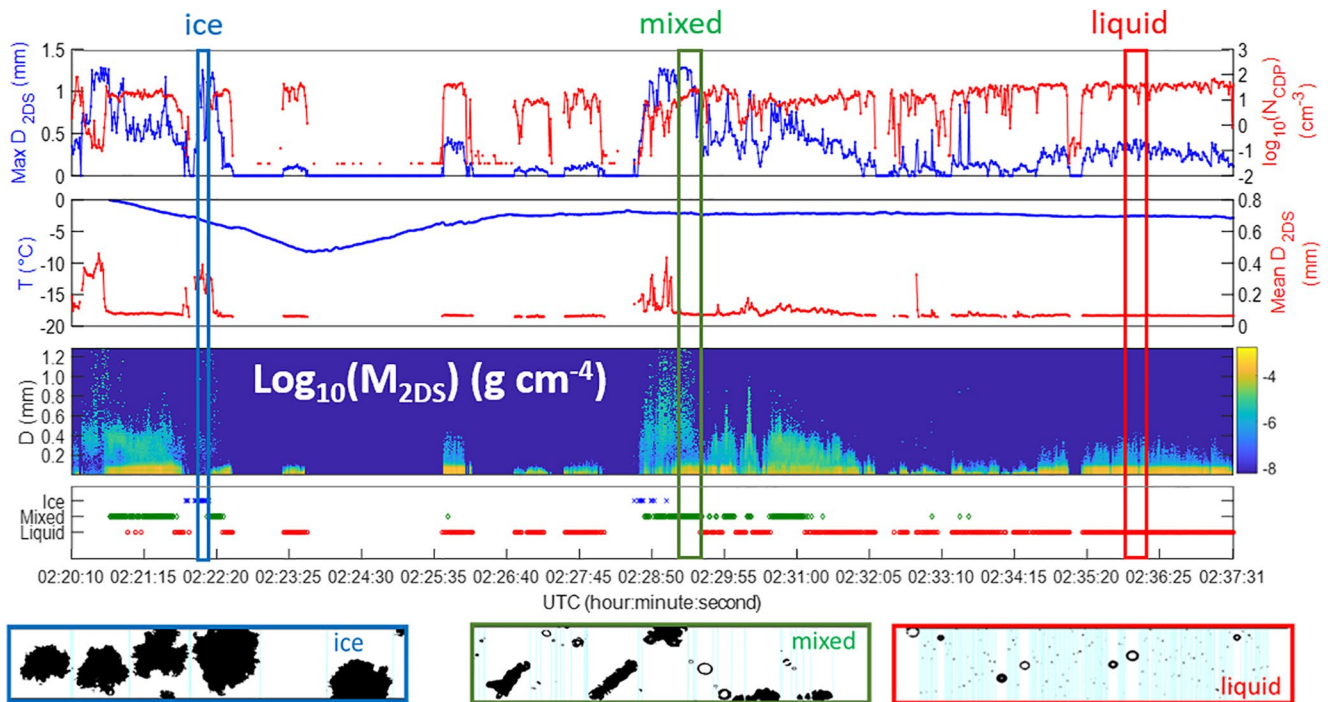 ice
mixed
liquid
Max D 2DS (mm)
1.5
1
0.5
0
3
2
1
0
-1
-2
log10(NCDP) (cm-3)
T (°C)
0
-5
-10
-15
-20
0.8
0.6
0.4
0.2
0
Mean D2DS (mm)
D (mm)
1.2
1.0
0.8
0.6
0.4
0.2
Log10(M2DS) (g cm-4)
-4
-6
-8
Ice
Mixed
Liquid
02:20:10 02:21:15 02:22:20 02:23:25 02:24:30 02:25:35 02:26:40 02:27:45 02:28:50 02:29:55 02:31:00 02:32:05 02:33:10 02:34:15 02:35:20 02:36:25 02:37:31
UTC (hour:minute:second)
ice
mixed
liquid